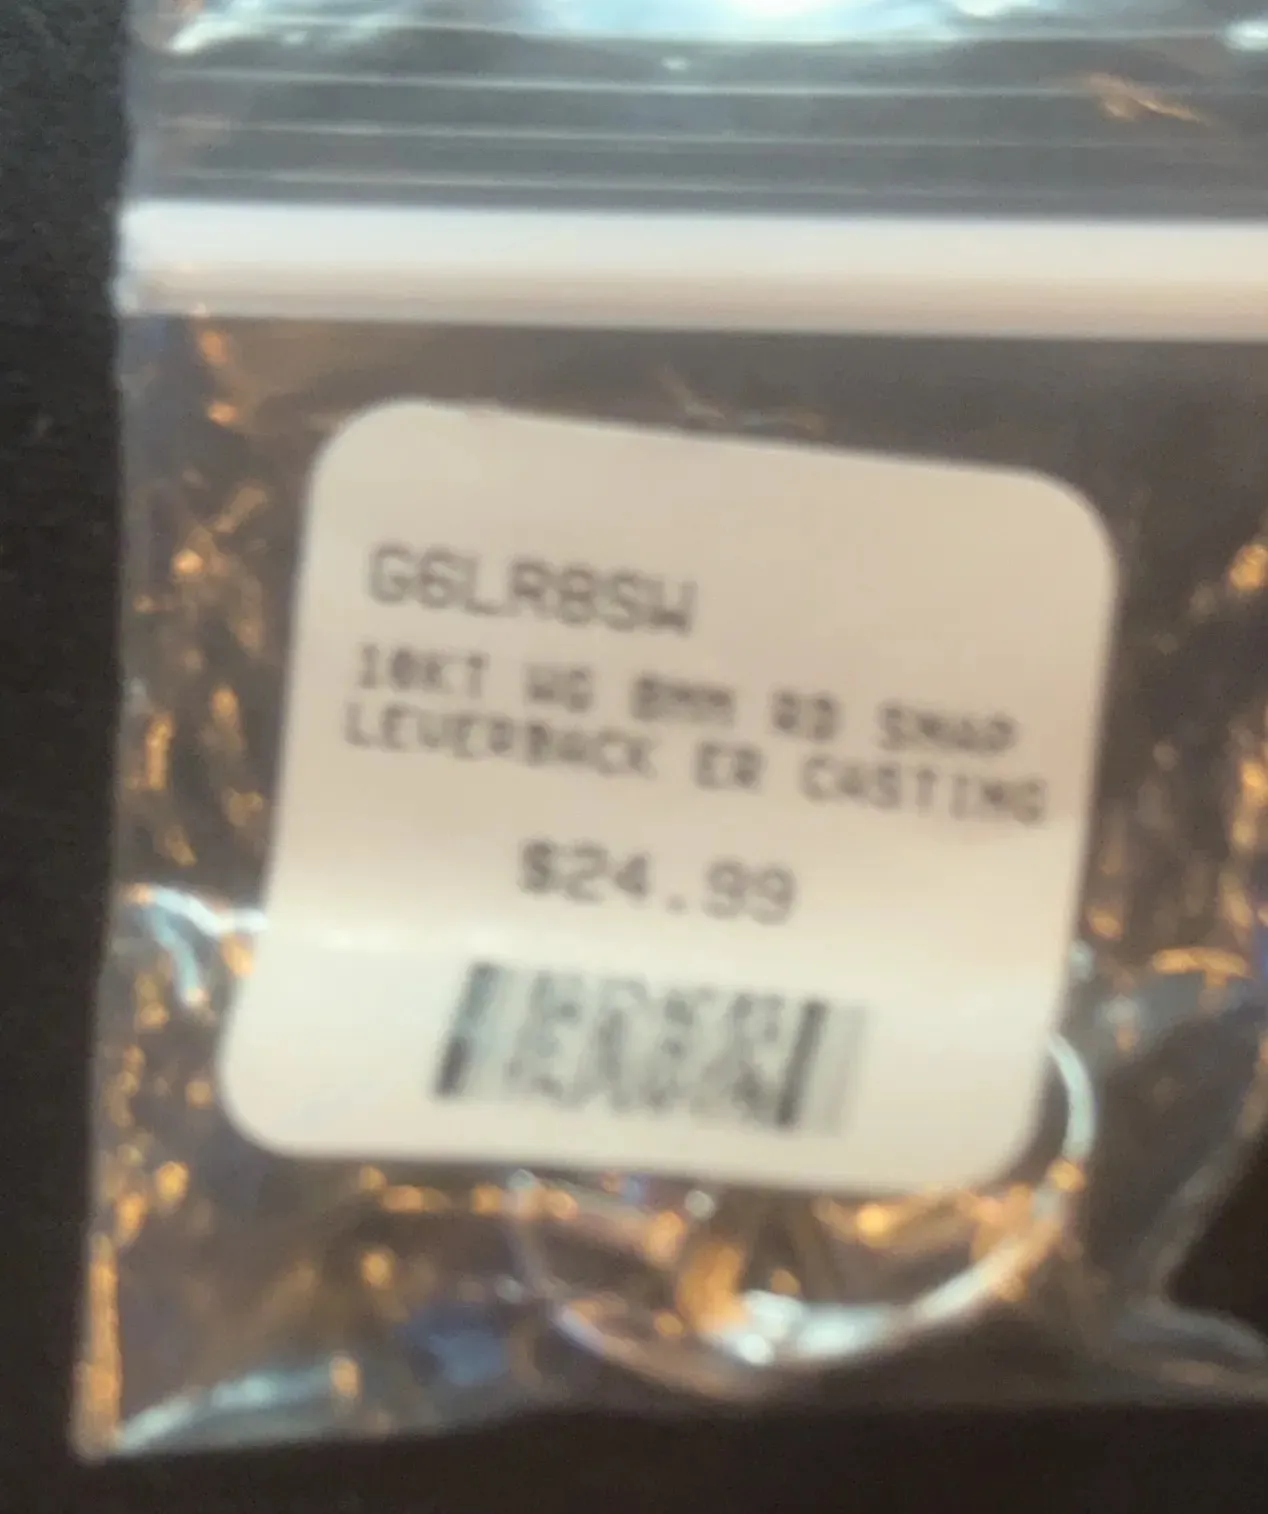 G6LR8SW
10KT WG 8MM RD SNAP
LEVERBACK ER CASTING
$24.99